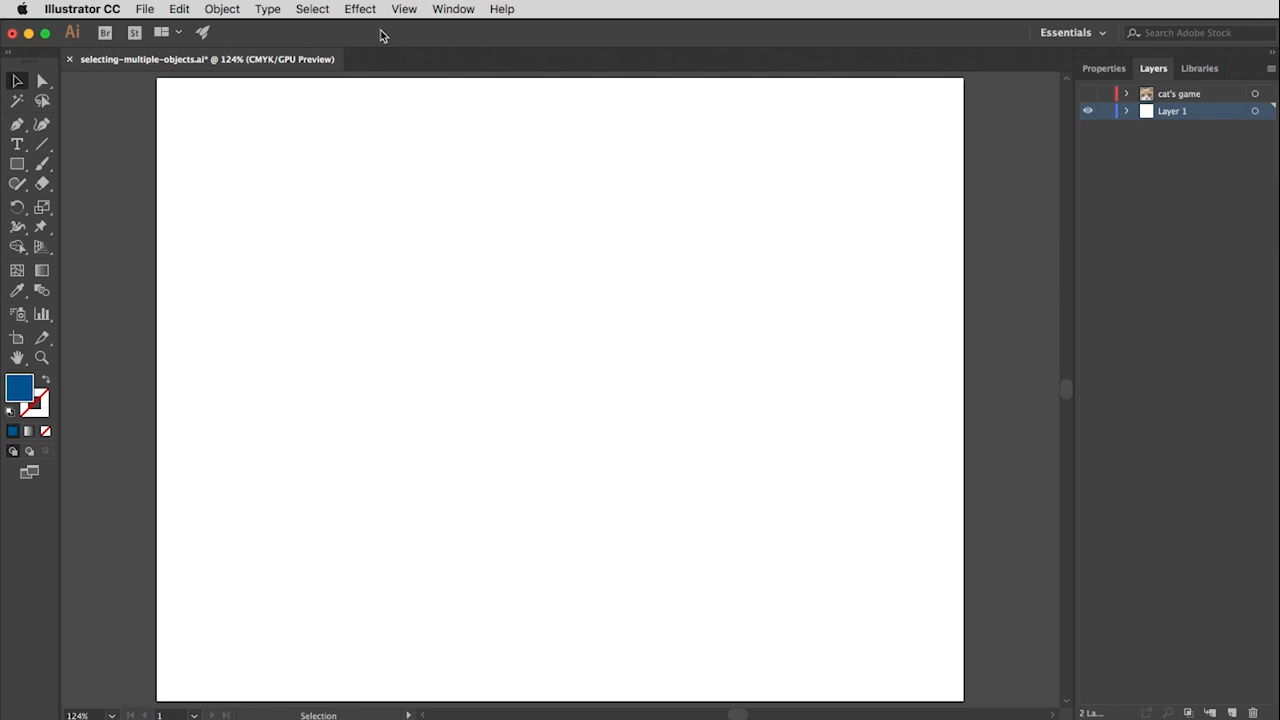 Illustrator CC File Edit Object Type Select Effect View Window Help
Ai Br St Essentials Search Adobe Stock
× selecting-multiple-objects.ai* @ 124% (CMYK/GPU Preview)
Properties Layers Libraries
cat's game
Layer 1
124% 1 Selection 2 La...